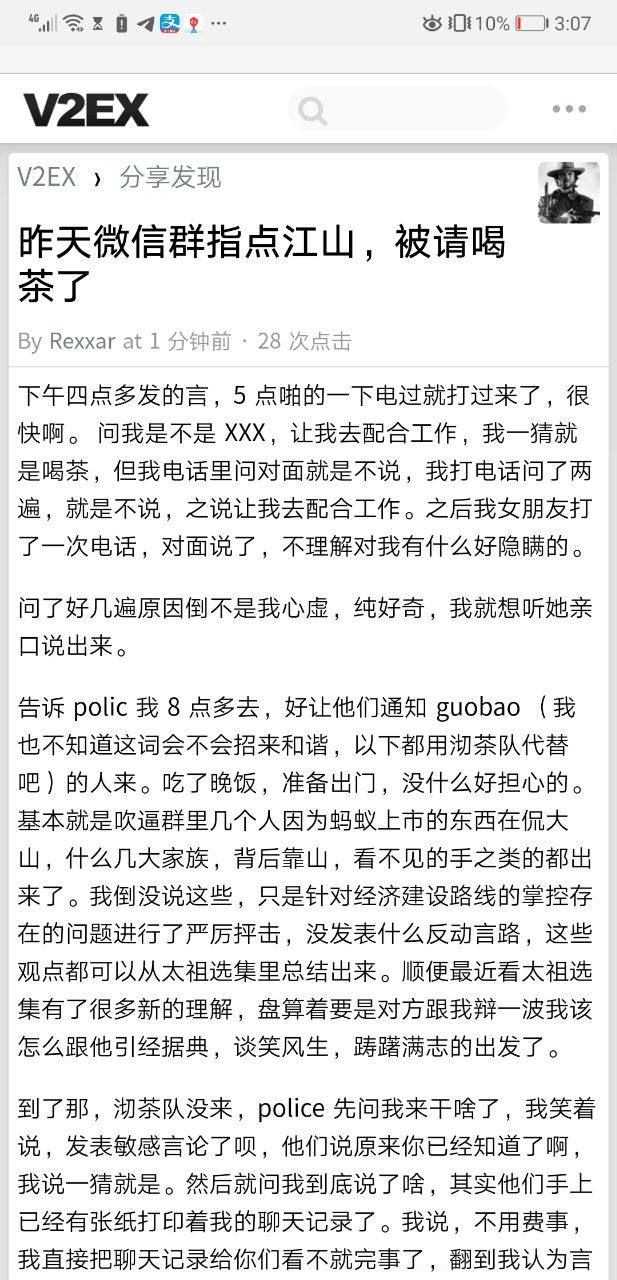 4G 10% 3:07
V2EX
V2EX › 分享发现
昨天微信群指点江山，被请喝
茶了
By Rexxar at 1 分钟前 · 28 次点击
下午四点多发的言，5 点啪的一下电过就打过来了，很
快啊。 问我是不是 XXX，让我去配合工作，我一猜就
是喝茶，但我电话里问对面就是不说，我打电话问了两
遍，就是不说，之说让我去配合工作。之后我女朋友打
了一次电话，对面说了，不理解对我有什么好隐瞒的。
问了好几遍原因倒不是我心虚，纯好奇，我就想听她亲
口说出来。
告诉 polic 我 8 点多去，好让他们通知 guobao （我
也不知道这词会不会招来和谐，以下都用沏茶队代替
吧）的人来。吃了晚饭，准备出门，没什么好担心的。
基本就是吹逼群里几个人因为蚂蚁上市的东西在侃大
山，什么几大家族，背后靠山，看不见的手之类的都出
来了。我倒没说这些，只是针对经济建设路线的掌控存
在的问题进行了严厉抨击，没发表什么反动言路，这些
观点都可以从太祖选集里总结出来。顺便最近看太祖选
集有了很多新的理解，盘算着要是对方跟我辩一波我该
怎么跟他引经据典，谈笑风生，踌躇满志的出发了。
到了那，沏茶队没来，police 先问我来干啥了，我笑着
说，发表敏感言论了呗，他们说原来你已经知道了啊，
我说一猜就是。然后就问我到底说了啥，其实他们手上
已经有张纸打印着我的聊天记录了。我说，不用费事，
我直接把聊天记录给你们看不就完事了，翻到我认为言